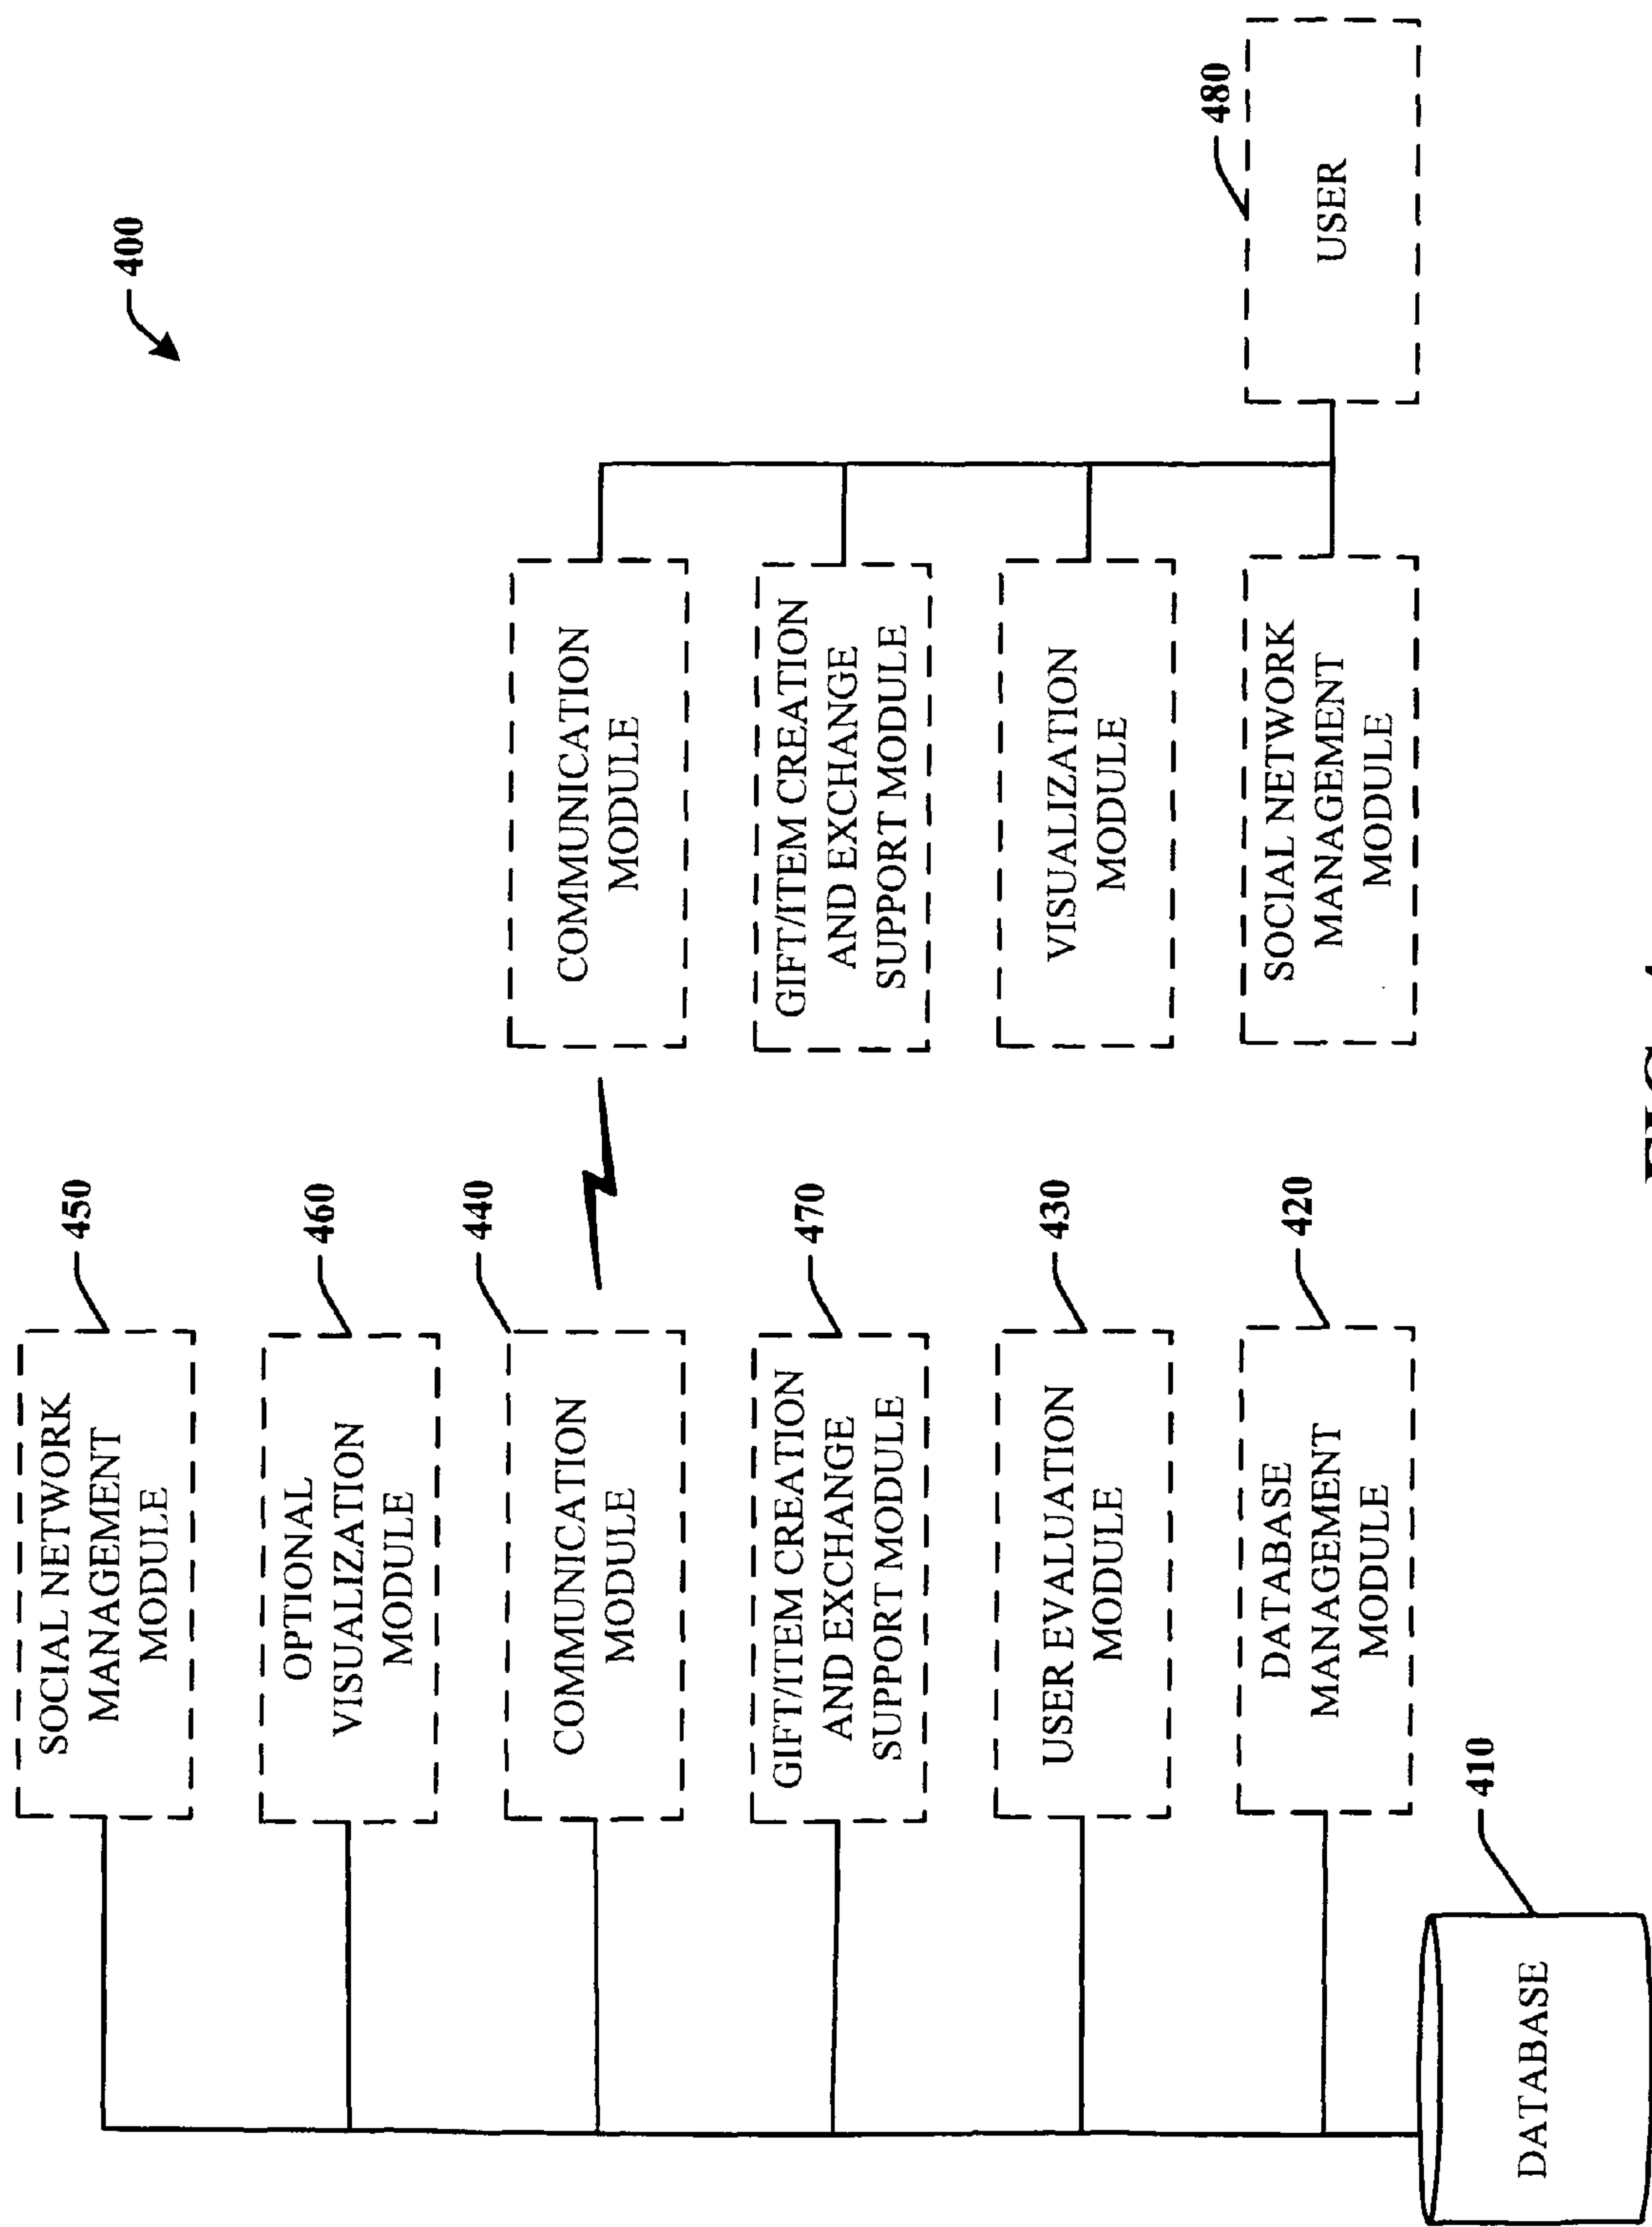 400
SOCIAL NETWORK
MANAGEMENT
MODULE
450
OPTIONAL
VISUALIZATION
MODULE
460
COMMUNICATION
MODULE
440
COMMUNICATION
MODULE
GIFT/ITEM CREATION
AND EXCHANGE
SUPPORT MODULE
470
GIFT/ITEM CREATION
AND EXCHANGE
SUPPORT MODULE
USER EVALUATION
MODULE
430
VISUALIZATION
MODULE
DATABASE
MANAGEMENT
MODULE
420
SOCIAL NETWORK
MANAGEMENT
MODULE
USER
480
DATABASE
410